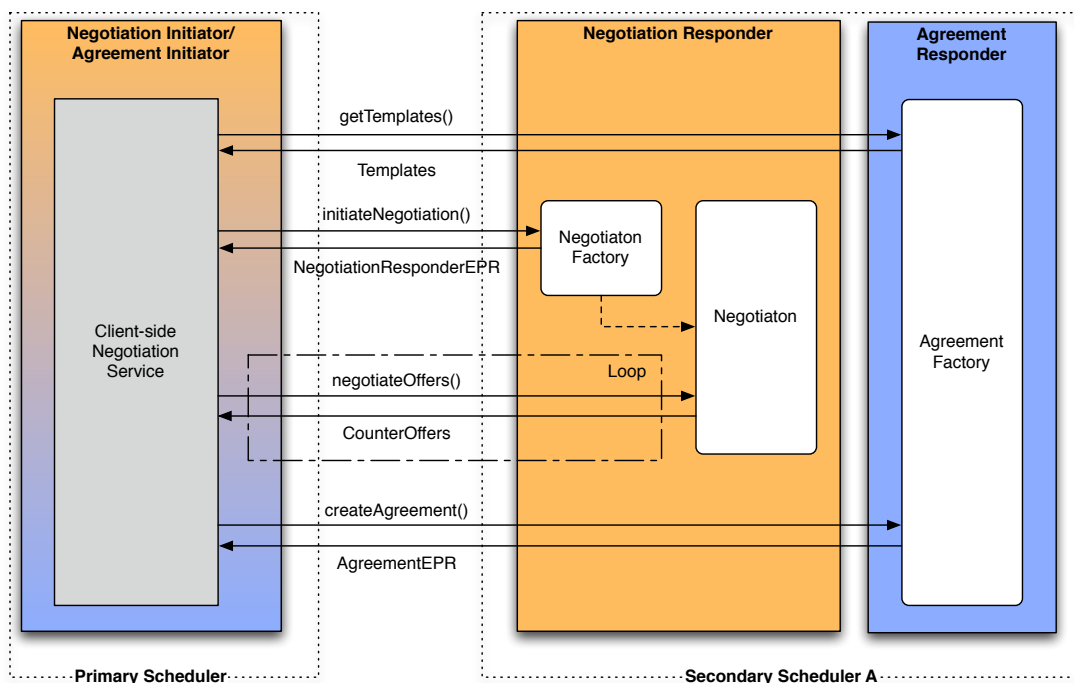 Negotiation Initiator/
Agreement Initiator
Negotiation Responder
Agreement
Responder
getTemplates()
Templates
initiateNegotiation()
NegotiationResponderEPR
Negotiaton
Factory
Negotiaton
Client-side
Negotiation
Service
Agreement
Factory
Loop
negotiateOffers()
CounterOffers
createAgreement()
AgreementEPR
Primary Scheduler
Secondary Scheduler A